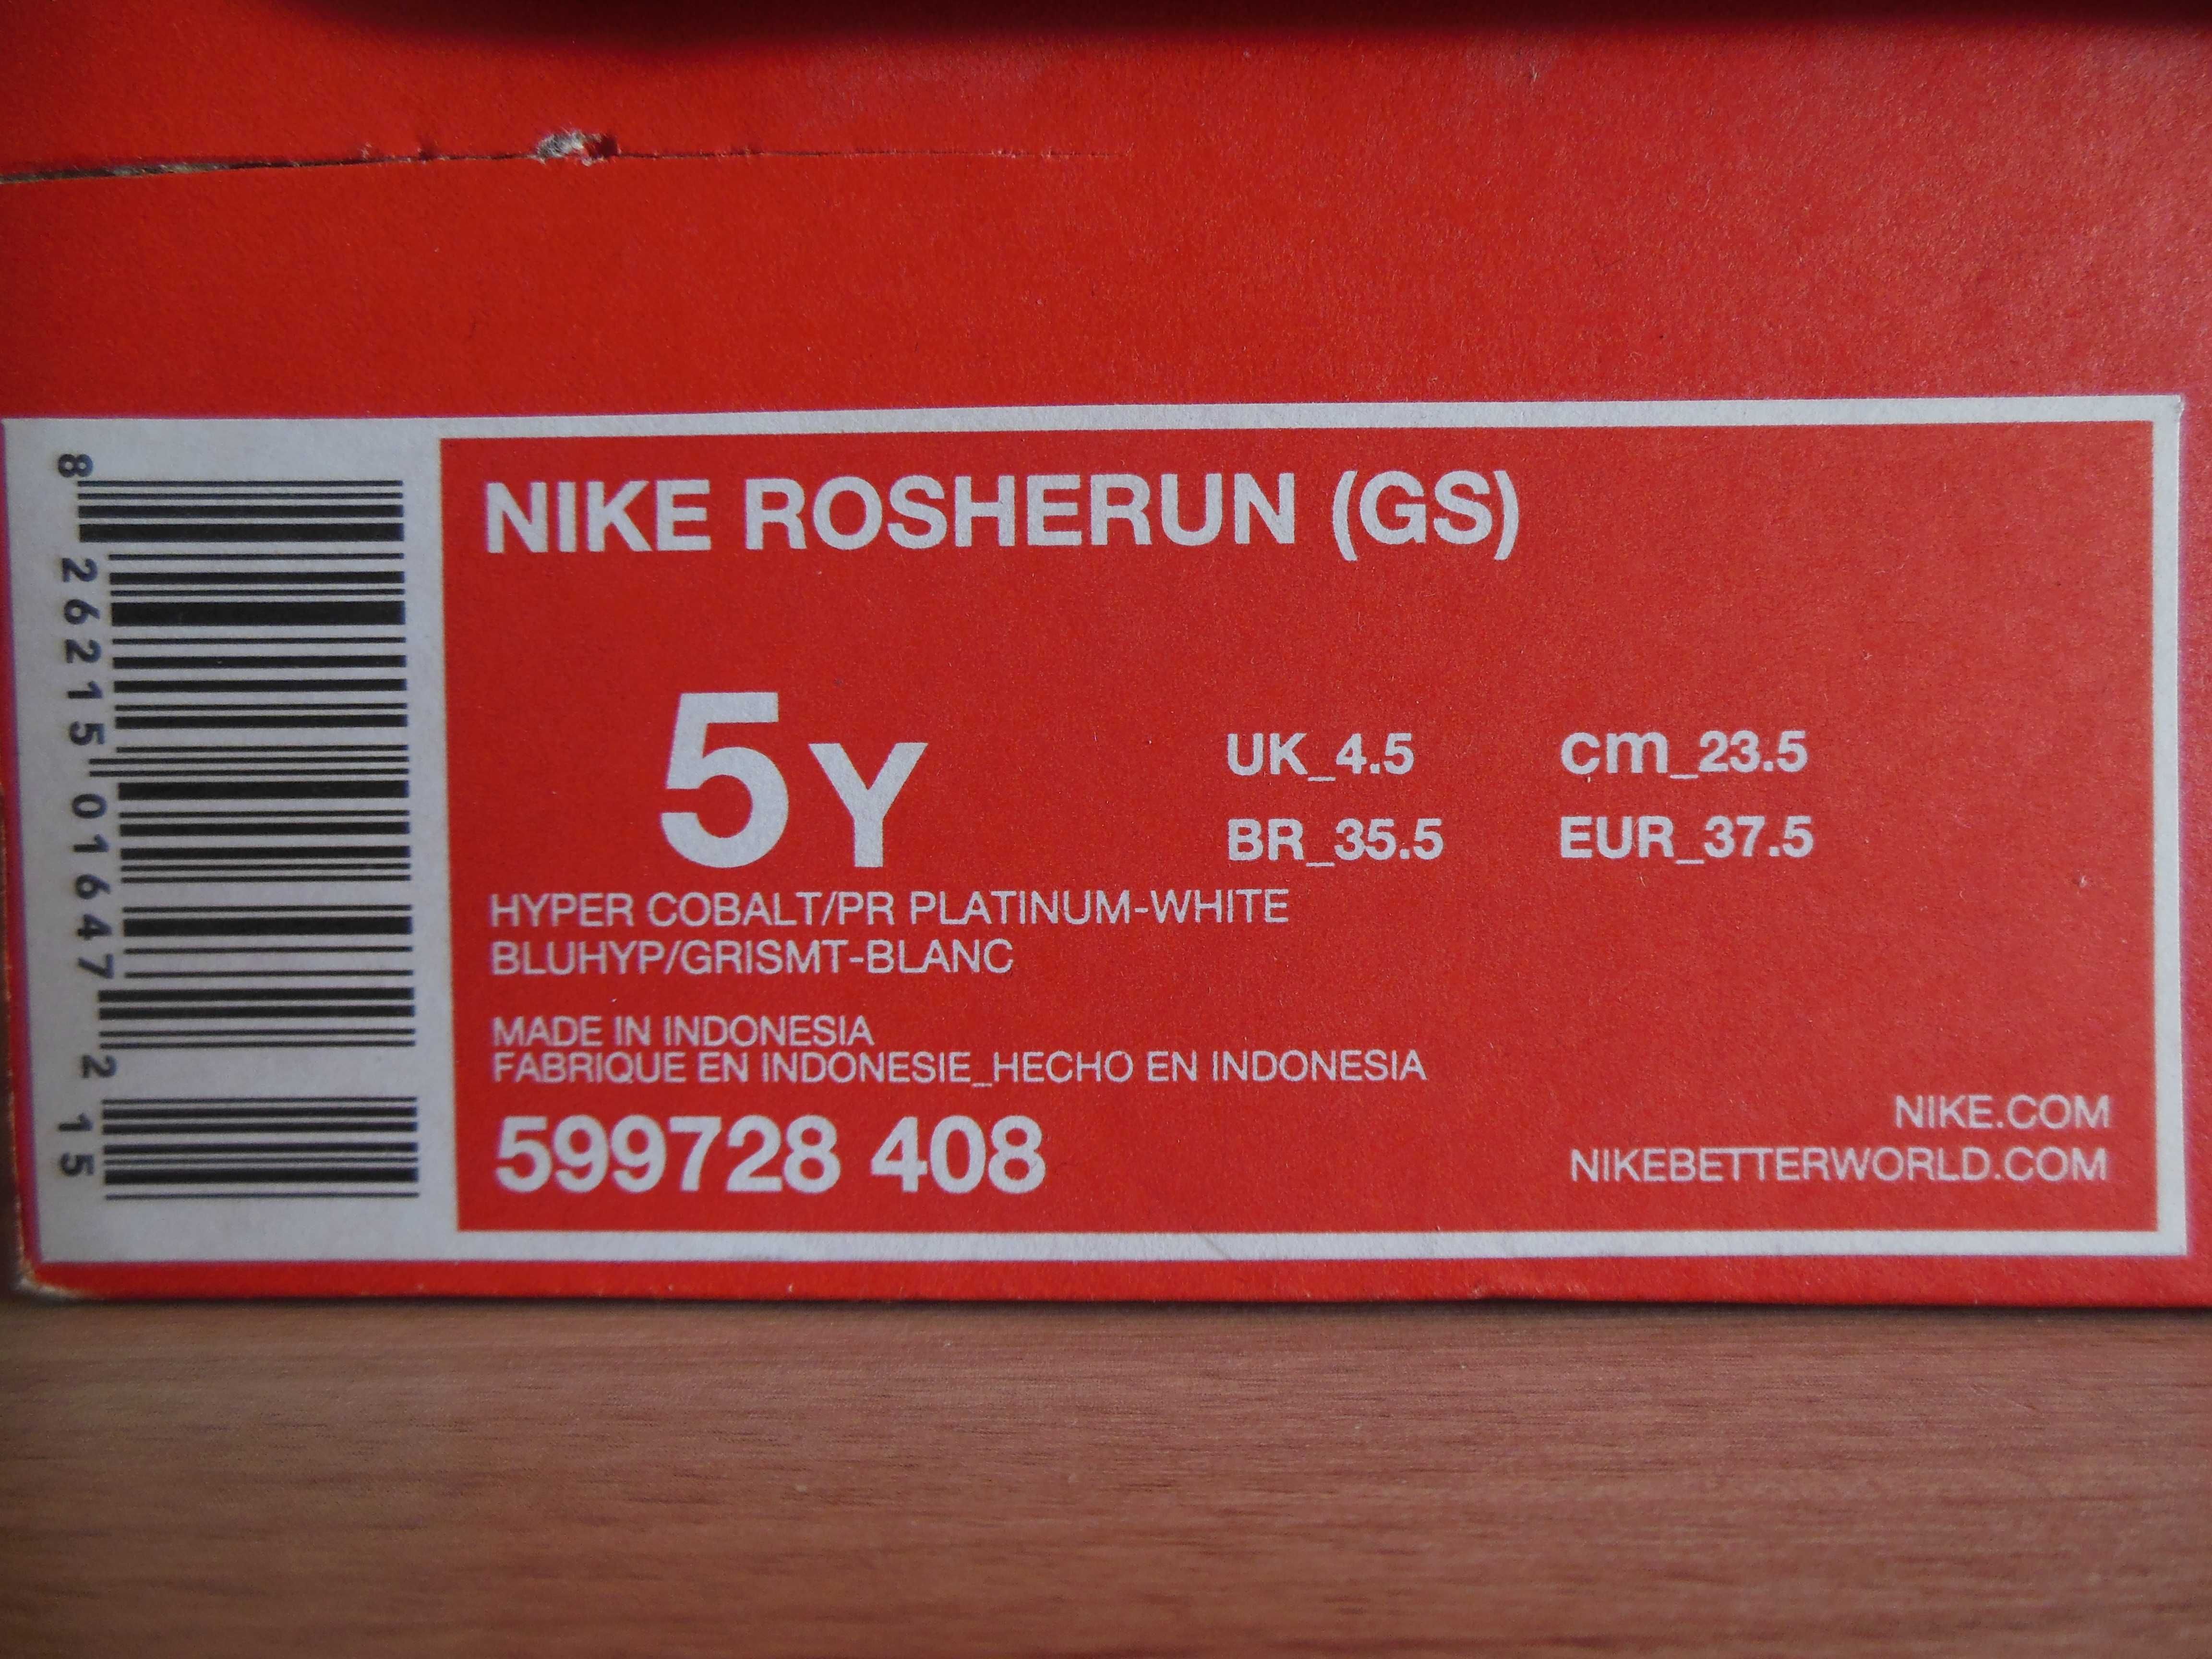 NIKE ROSHERUN (GS)
5Y
UK_4.5 cm_23.5
BR_35.5 EUR_37.5
HYPER COBALT/PR PLATINUM-WHITE
BLUHYP/GRISMT-BLANC
MADE IN INDONESIA
FABRIQUE EN INDONESIE_HECHO EN INDONESIA
599728 408
NIKE.COM
NIKEBETTERWORLD.COM
8 26215 01647 2 15